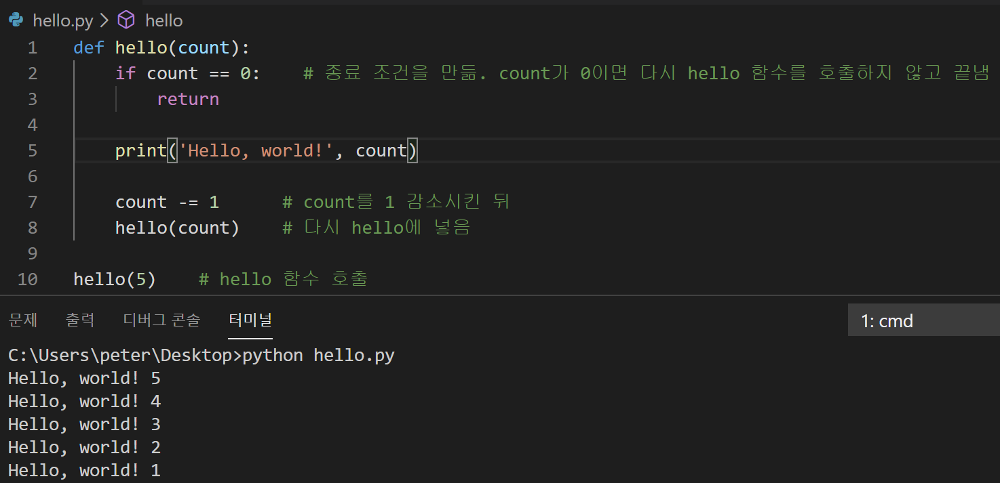 hello.py > hello
1 def hello(count):
2 if count == 0: # 종료 조건을 만듦. count가 0이면 다시 hello 함수를 호출하지 않고 끝냄
3 return
4
5 print('Hello, world!', count)
6
7 count -= 1 # count를 1 감소시킨 뒤
8 hello(count) # 다시 hello에 넣음
9
10 hello(5) # hello 함수 호출
문제 출력 디버그 콘솔 터미널 1: cmd
C:\Users\peter\Desktop>python hello.py
Hello, world! 5
Hello, world! 4
Hello, world! 3
Hello, world! 2
Hello, world! 1